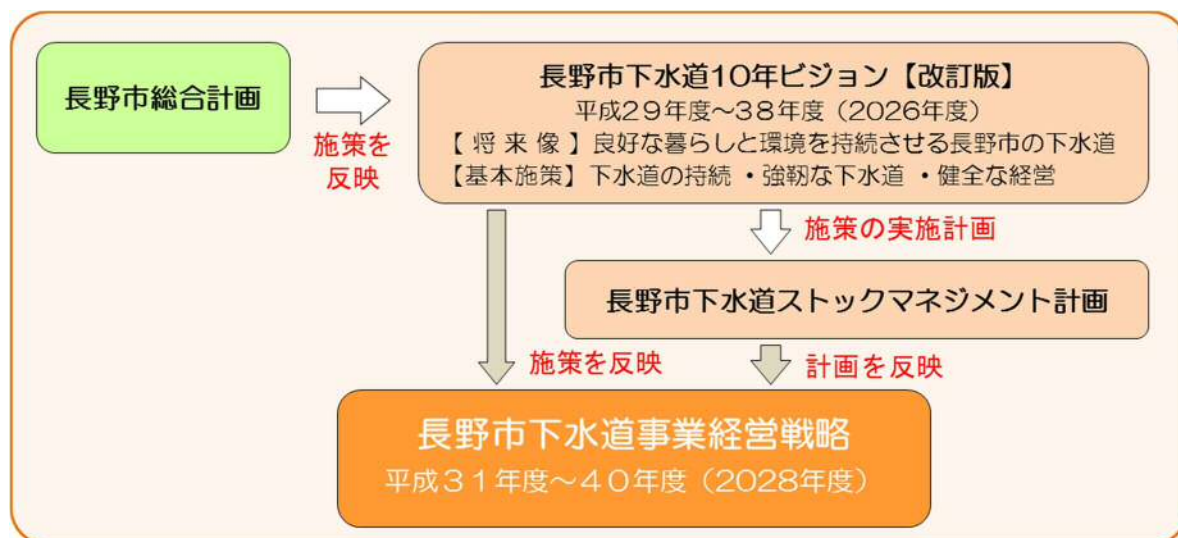 長野市総合計画
施策を
反映
長野市下水道10年ビジョン【改訂版】
平成29年度～38年度（2026年度）
【 将 来 像 】良好な暮らしと環境を持続させる長野市の下水道
【基本施策】下水道の持続 ・強靭な下水道 ・健全な経営
施策の実施計画
長野市下水道ストックマネジメント計画
施策を反映
計画を反映
長野市下水道事業経営戦略
平成３１年度～４０年度（2028年度）